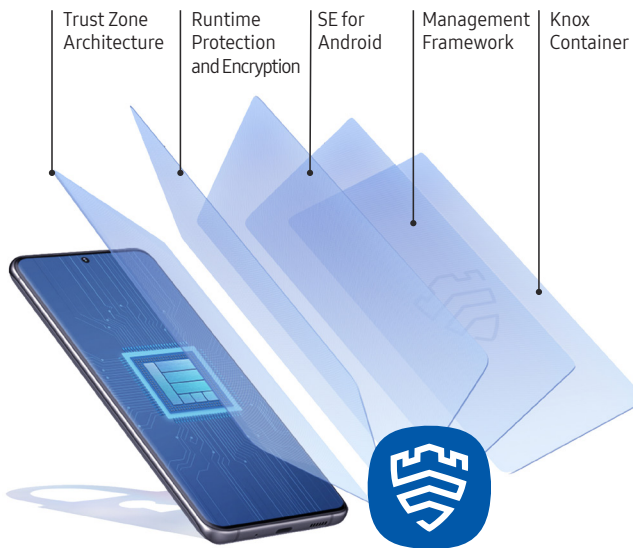 Trust Zone
Architecture
Runtime
Protection
and Encryption
SE for
Android
Management
Framework
Knox
Container